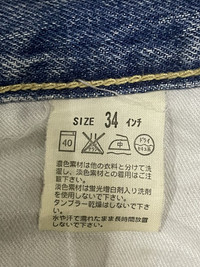 SIZE 34 インチ
40 中 ドライ
濃色素材は他の衣料と分けて洗
濯し、淡色素材との着用はご注
意下さい。
淡色素材は蛍光増白剤入り洗剤
を使用しないで下さい。
タンブラー乾燥はしないで下さい。
水や汗で濡れたまま長時間放置
しないで下さい。